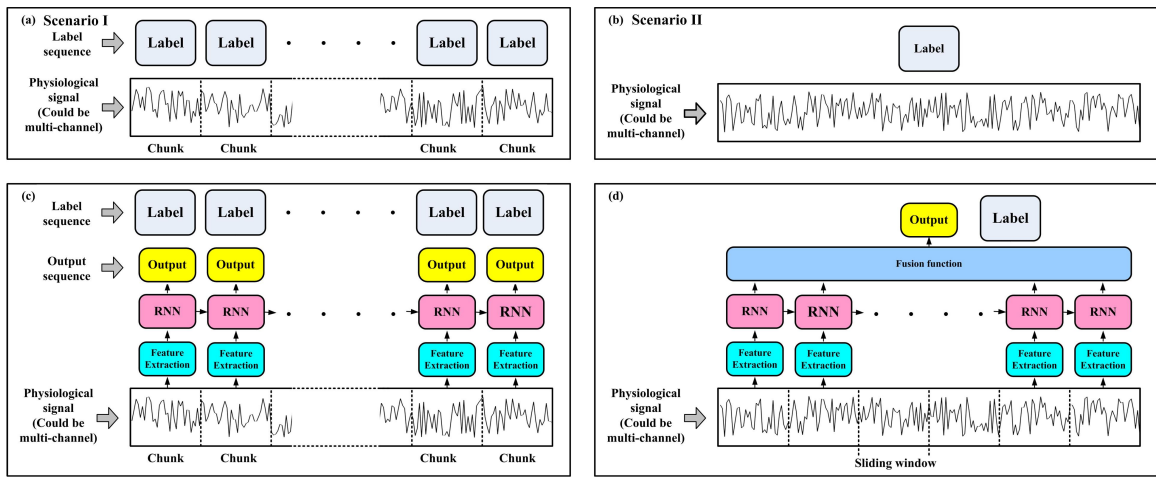 (a) Scenario I
Label
sequence
Label
Label
Label
Label
Physiological
signal
(Could be
multi-channel)
Chunk
Chunk
Chunk
Chunk
(b) Scenario II
Label
Physiological
signal
(Could be
multi-channel)
(c)
Label
sequence
Label
Label
Label
Label
Output
sequence
Output
Output
Output
Output
RNN
RNN
RNN
RNN
Feature
Extraction
Feature
Extraction
Feature
Extraction
Feature
Extraction
Physiological
signal
(Could be
multi-channel)
Chunk
Chunk
Chunk
Chunk
(d)
Output
Label
Fusion function
RNN
RNN
RNN
RNN
Feature
Extraction
Feature
Extraction
Feature
Extraction
Feature
Extraction
Physiological
signal
(Could be
multi-channel)
Sliding window